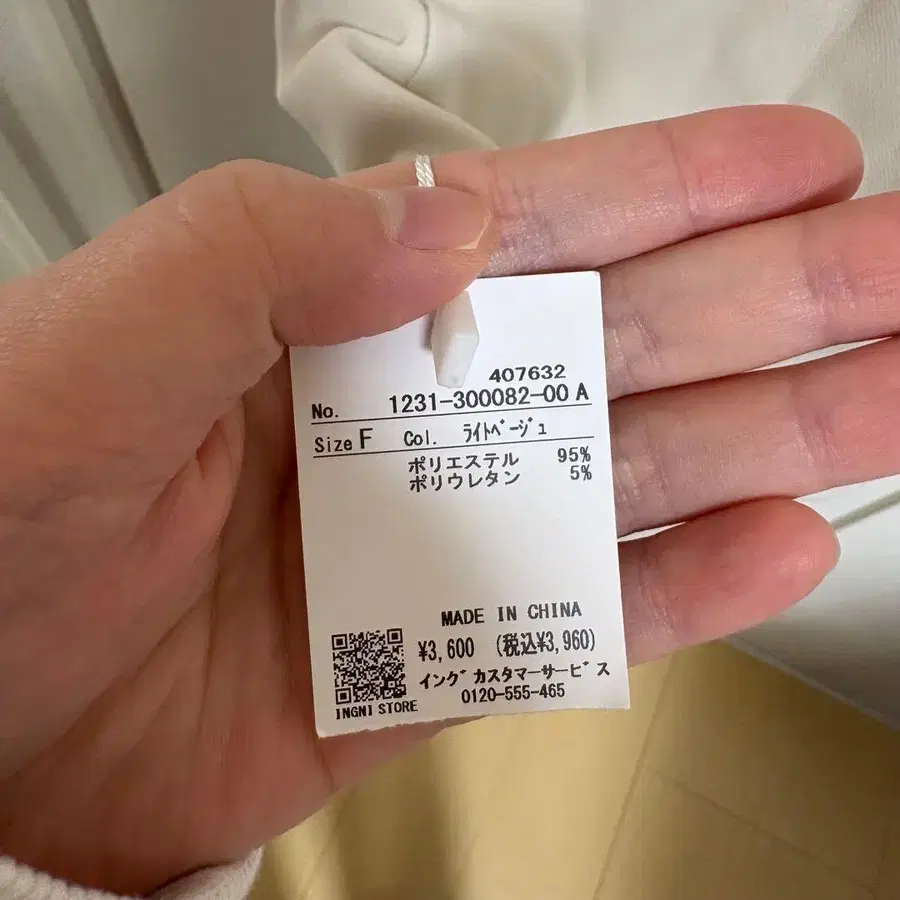 407632
No. 1231-300082-00 A
Size F Col. ﾗｲﾄﾍﾞｰｼﾞｭ
ポリエステル 95%
ポリウレタン 5%
MADE IN CHINA
¥3,600 (税込¥3,960)
イングカスタマーサービス
0120-555-465
INGNI STORE